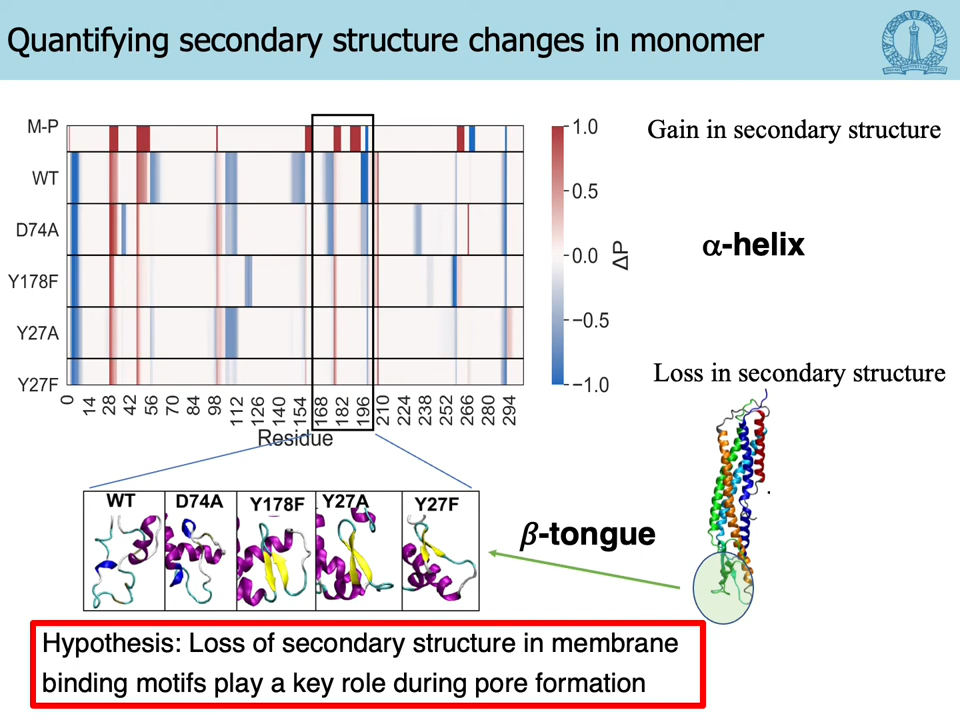 Quantifying secondary structure changes in monomer
M-P
WT
D74A
Y178F
Y27A
Y27F
0 14 28 42 56 70 84 98 112 126 140 154 168 182 196 210 224 238 252 266 280 294
Residue
1.0
0.5
0.0
−0.5
−1.0
ΔP
Gain in secondary structure
α-helix
Loss in secondary structure
WT D74A Y178F Y27A Y27F
β-tongue
Hypothesis: Loss of secondary structure in membrane
binding motifs play a key role during pore formation